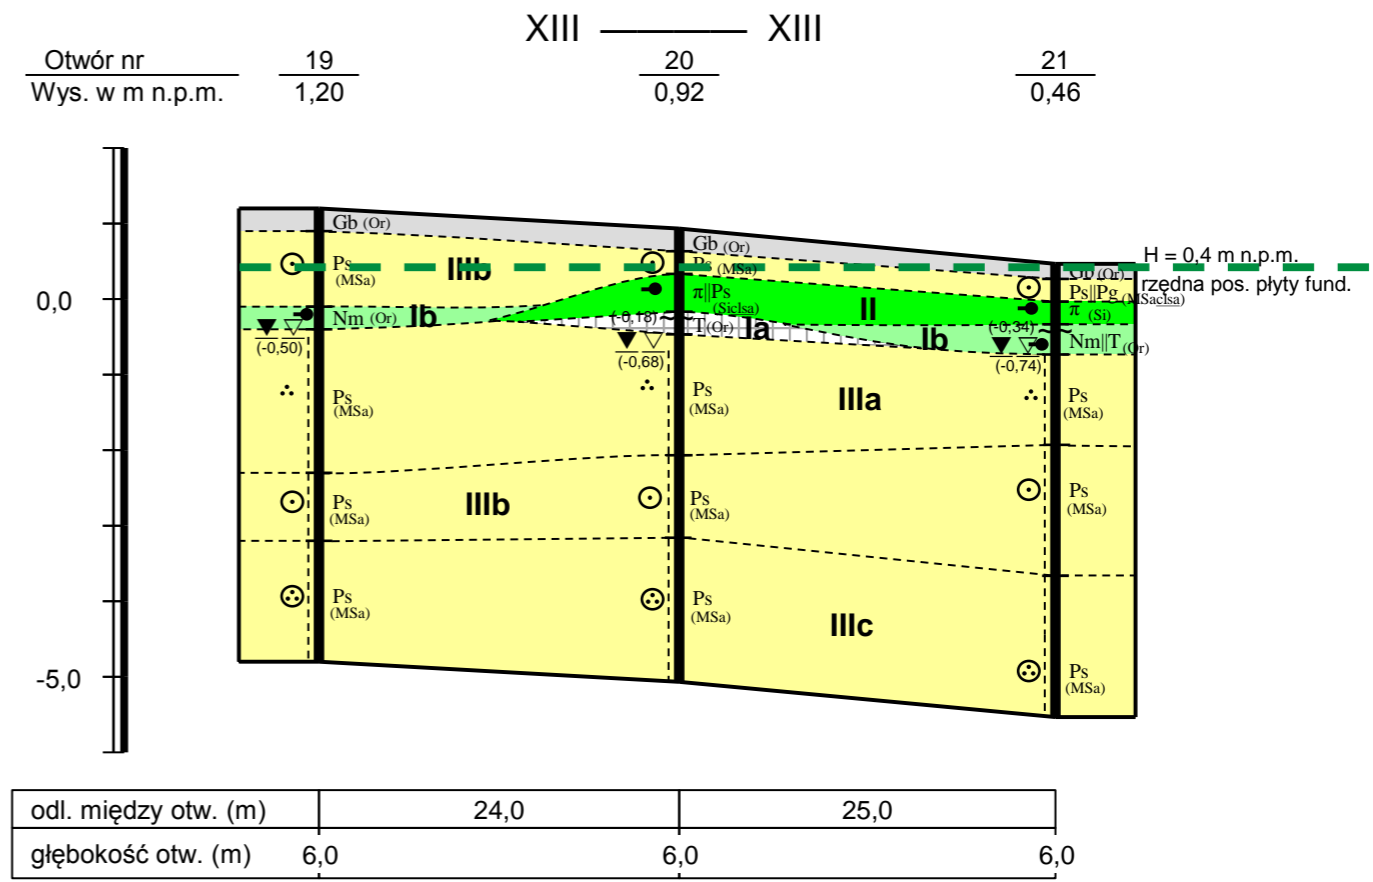 XIII ———— XIII
Otwór nr 19 20 21
Wys. w m n.p.m. 1,20 0,92 0,46
Gb (Or)
Gb (Or)
H = 0,4 m n.p.m.
Ps (MSa) IIIb Ps (MSa) Gb (Or)
rzędna pos. płyty fund.
0,0
π||Ps (Siclsa) II Ps||Pg (MSaclsa)
π (Si)
Nm (Or) Ib (-0,18) T (Or) Ia Ib (-0,34) Nm||T (Or)
(-0,50) (-0,68) (-0,74)
Ps (MSa) Ps (MSa) IIIa Ps (MSa)
Ps (MSa) IIIb Ps (MSa) Ps (MSa)
Ps (MSa) Ps (MSa) IIIc
-5,0 Ps (MSa)
odl. między otw. (m) 24,0 25,0
głębokość otw. (m) 6,0 6,0 6,0